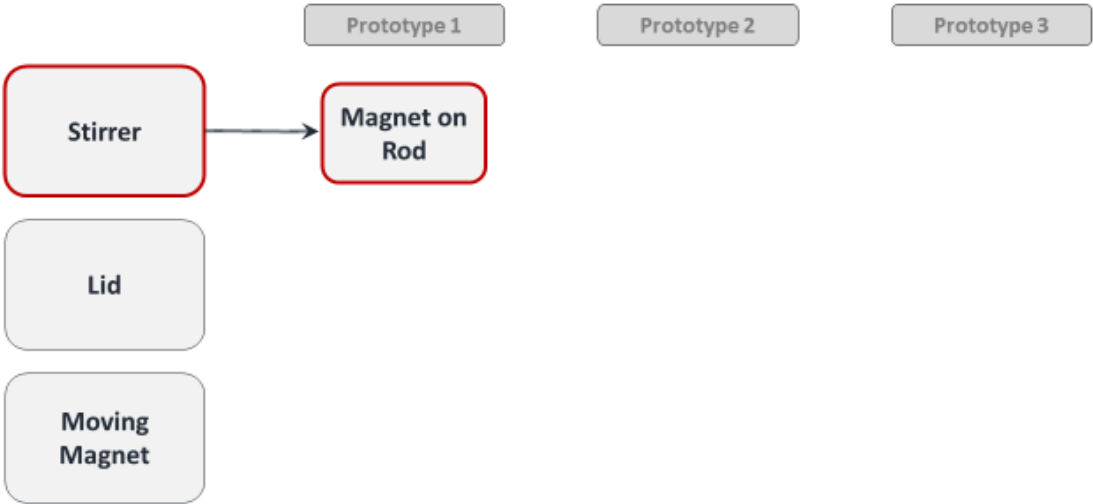 Prototype 1
Prototype 2
Prototype 3
Stirrer
Magnet on
Rod
Lid
Moving
Magnet